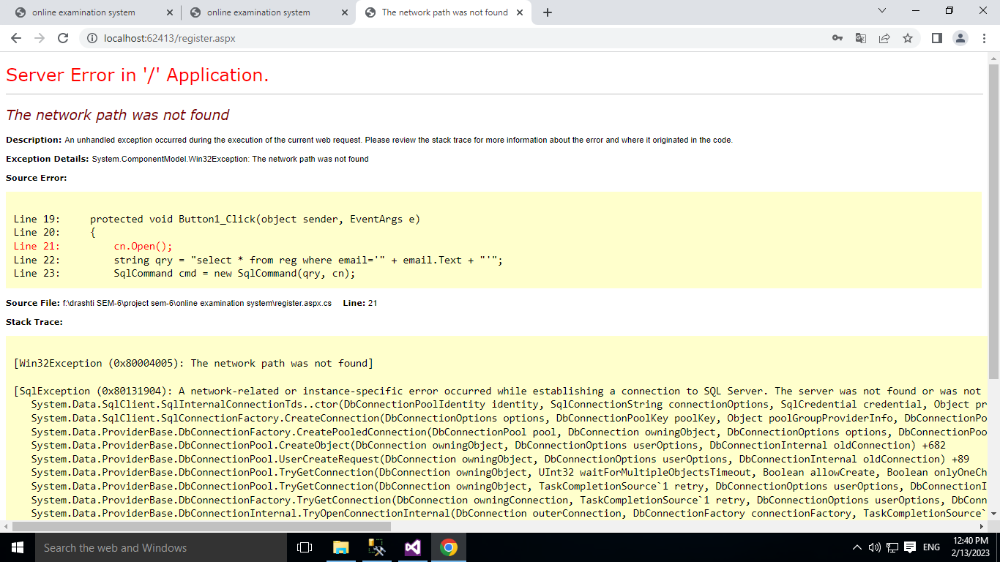 online examination system
online examination system
The network path was not found
localhost:62413/register.aspx
Server Error in '/' Application.
The network path was not found
Description: An unhandled exception occurred during the execution of the current web request. Please review the stack trace for more information about the error and where it originated in the code.
Exception Details: System.ComponentModel.Win32Exception: The network path was not found
Source Error:
Line 19:     protected void Button1_Click(object sender, EventArgs e)
Line 20:     {
Line 21:         cn.Open();
Line 22:         string qry = "select * from reg where email='" + email.Text + "'";
Line 23:         SqlCommand cmd = new SqlCommand(qry, cn);
Source File: f:\drashti SEM-6\project sem-6\online examination system\register.aspx.cs    Line: 21
Stack Trace:
[Win32Exception (0x80004005): The network path was not found]
[SqlException (0x80131904): A network-related or instance-specific error occurred while establishing a connection to SQL Server. The server was not found or was not
System.Data.SqlClient.SqlInternalConnectionTds..ctor(DbConnectionPoolIdentity identity, SqlConnectionString connectionOptions, SqlCredential credential, Object pr
System.Data.SqlClient.SqlConnectionFactory.CreateConnection(DbConnectionOptions options, DbConnectionPoolKey poolKey, Object poolGroupProviderInfo, DbConnectionPo
System.Data.ProviderBase.DbConnectionFactory.CreatePooledConnection(DbConnectionPool pool, DbConnection owningObject, DbConnectionOptions options, DbConnectionPoo
System.Data.ProviderBase.DbConnectionPool.CreateObject(DbConnection owningObject, DbConnectionOptions userOptions, DbConnectionInternal oldConnection) +682
System.Data.ProviderBase.DbConnectionPool.UserCreateRequest(DbConnection owningObject, DbConnectionOptions userOptions, DbConnectionInternal oldConnection) +89
System.Data.ProviderBase.DbConnectionPool.TryGetConnection(DbConnection owningObject, UInt32 waitForMultipleObjectsTimeout, Boolean allowCreate, Boolean onlyOneCh
System.Data.ProviderBase.DbConnectionPool.TryGetConnection(DbConnection owningObject, TaskCompletionSource`1 retry, DbConnectionOptions userOptions, DbConnectionI
System.Data.ProviderBase.DbConnectionFactory.TryGetConnection(DbConnection owningConnection, TaskCompletionSource`1 retry, DbConnectionOptions userOptions, DbConn
System.Data.ProviderBase.DbConnectionInternal.TryOpenConnectionInternal(DbConnection outerConnection, DbConnectionFactory connectionFactory, TaskCompletionSource`
Search the web and Windows
ENG
12:40 PM
2/13/2023